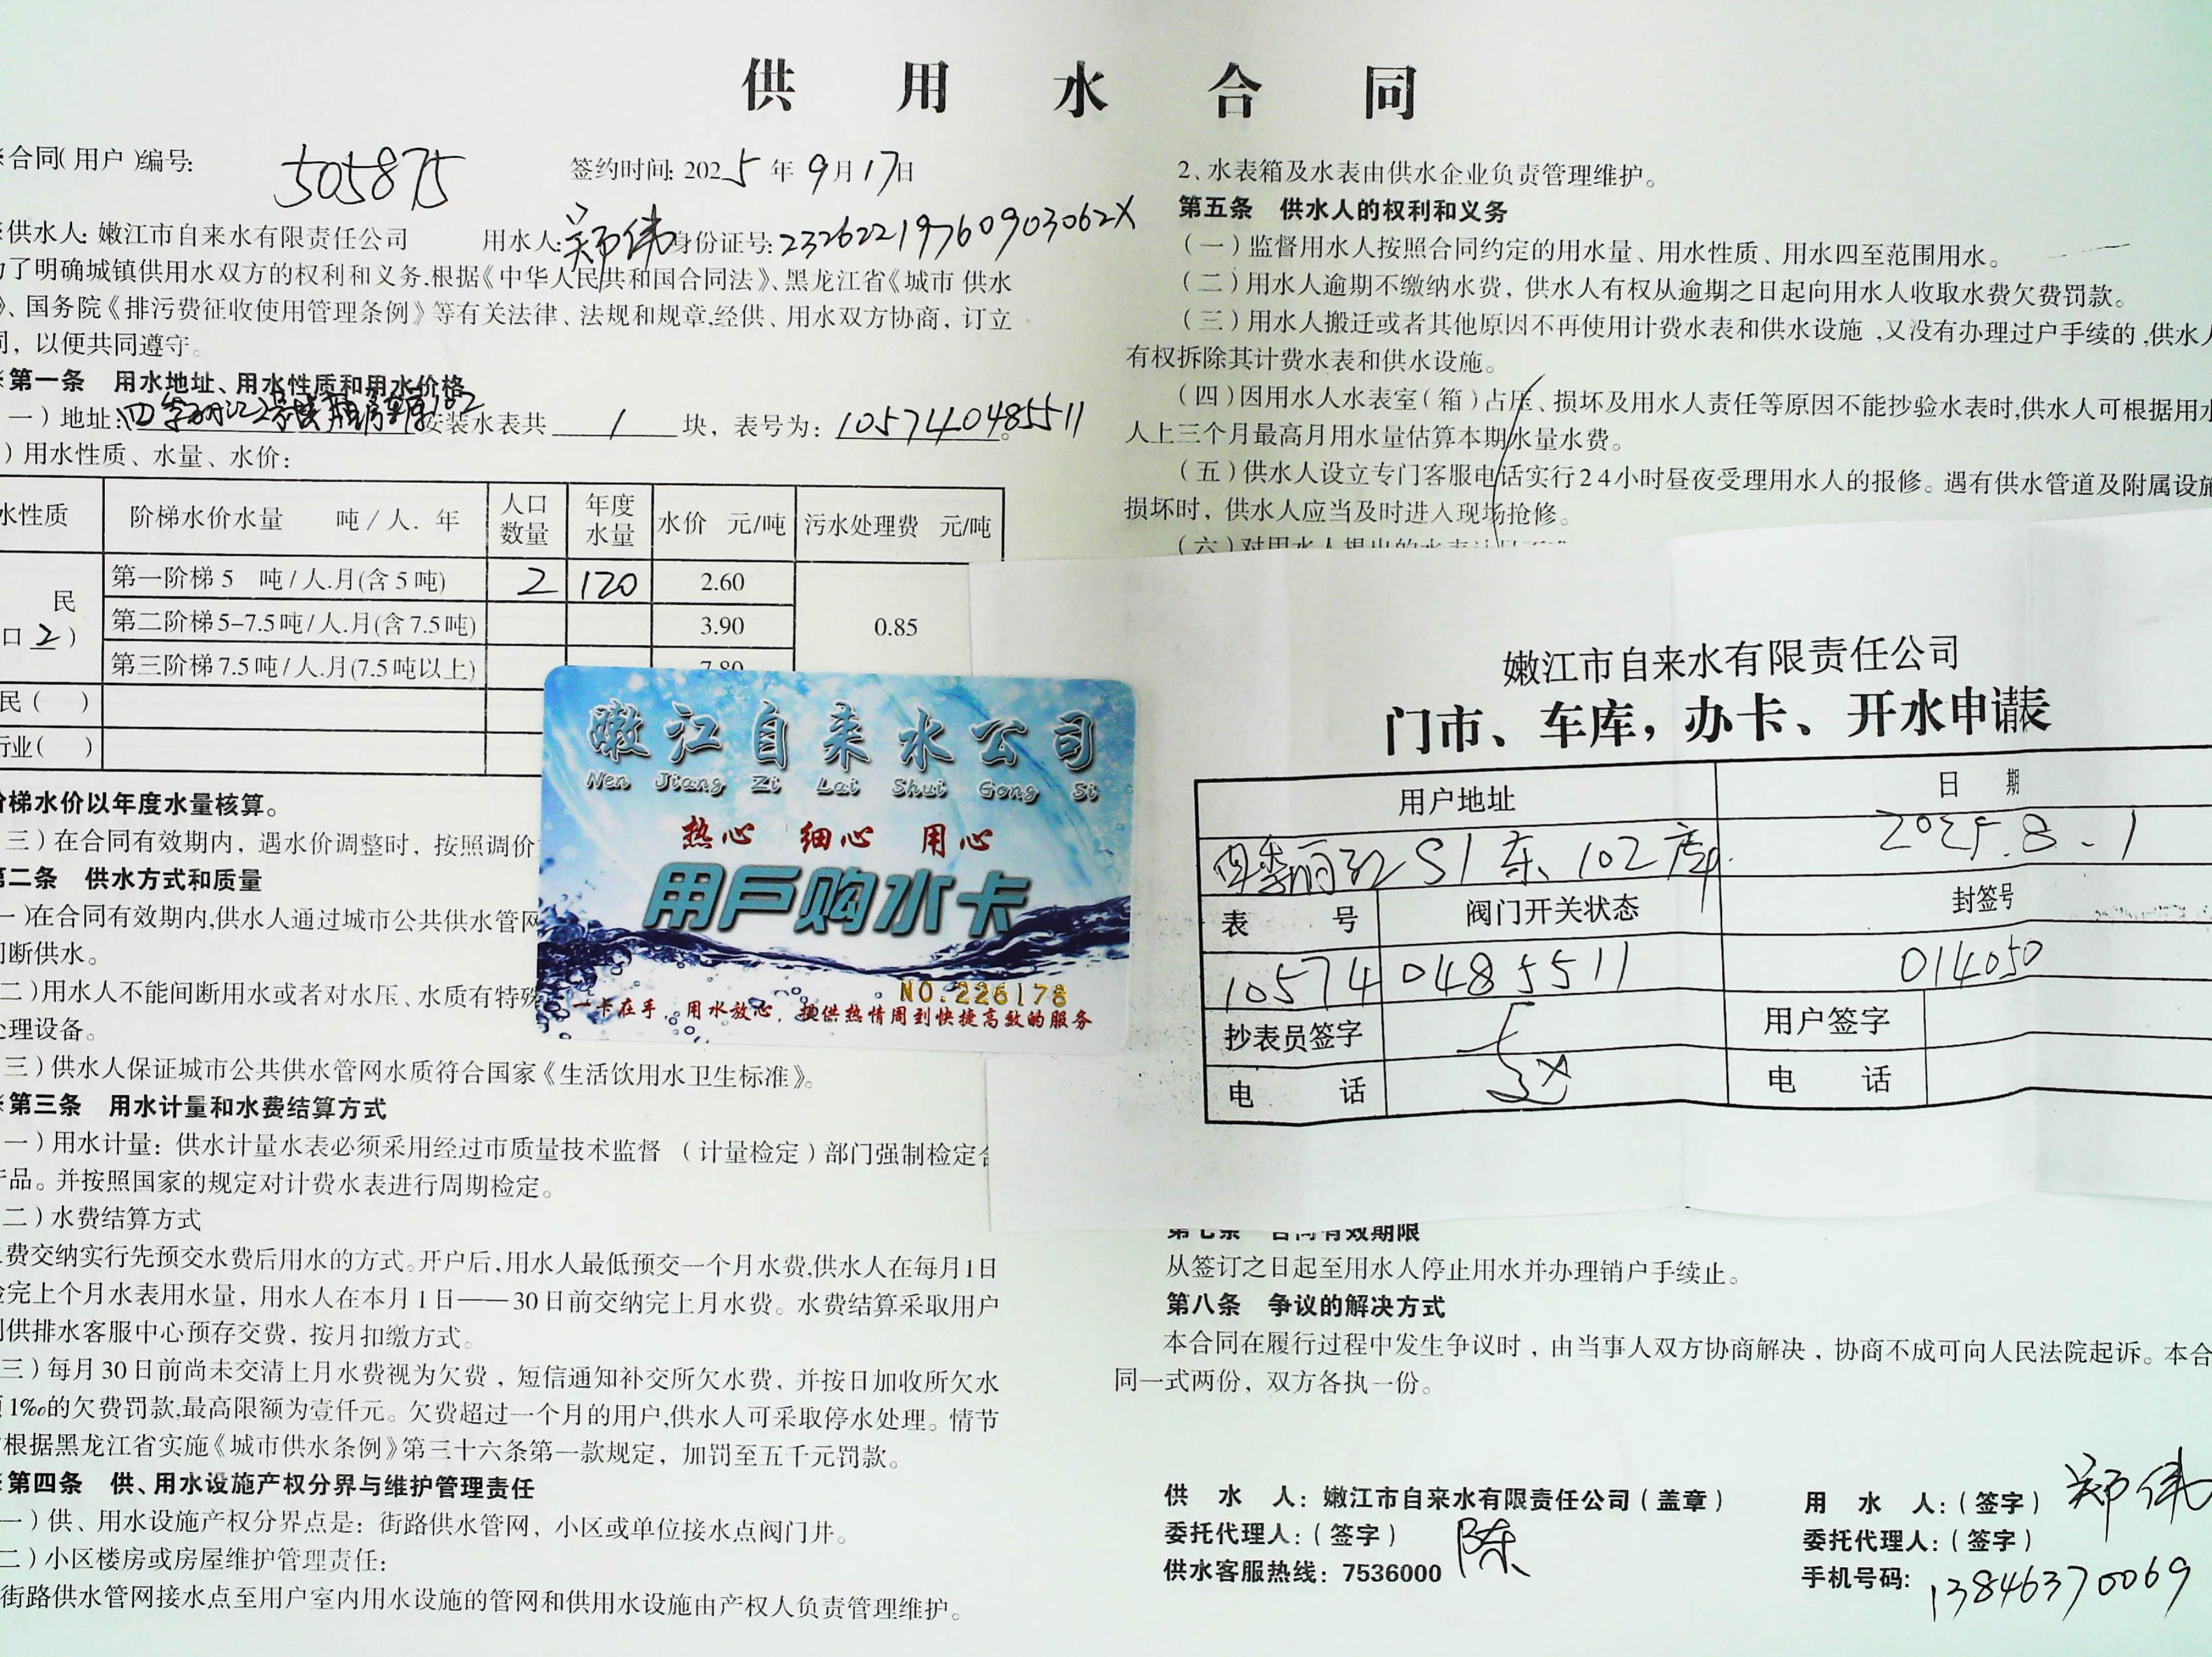 供 用 水 合 同
合同(用户)编号: 505875 签约时间: 2025年9月17日
供水人: 嫩江市自来水有限责任公司 用水人: 郑伟 身份证号: 23262219760903062X
了明确城镇供用水双方的权利和义务,根据《中华人民共和国合同法》、黑龙江省《城市 供水
》、国务院《排污费征收使用管理条例》等有关法律、法规和规章,经供、用水双方协商，订立
，以便共同遵守。
第一条 用水地址、用水性质和用水价格
一)地址: 安装水表共 1 块，表号为: 105740485511。
)用水性质、水量、水价:
水性质 阶梯水价水量 吨/人.年 人口数量 年度水量 水价 元/吨 污水处理费 元/吨
民
口2)
第一阶梯 5 吨/人.月(含5吨) 2 120 2.60
第二阶梯5-7.5吨/人.月(含7.5吨) 3.90 0.85
第三阶梯7.5吨/人.月(7.5吨以上) 7.80
民( )
行业( )
阶梯水价以年度水量核算。
三)在合同有效期内，遇水价调整时，按照调价
第二条 供水方式和质量
一)在合同有效期内,供水人通过城市公共供水管网
间断供水。
二)用水人不能间断用水或者对水压、水质有特殊
处理设备。
三)供水人保证城市公共供水管网水质符合国家《生活饮用水卫生标准》。
第三条 用水计量和水费结算方式
一)用水计量：供水计量水表必须采用经过市质量技术监督 (计量检定)部门强制检定合
品。并按照国家的规定对计费水表进行周期检定。
二)水费结算方式
费交纳实行先预交水费后用水的方式。开户后,用水人最低预交一个月水费,供水人在每月1日
完上个月水表用水量，用水人在本月1日——30日前交纳完上月水费。水费结算采取用户
供排水客服中心预存交费，按月扣缴方式。
三)每月30日前尚未交清上月水费视为欠费，短信通知补交所欠水费，并按日加收所欠水
1‰的欠费罚款,最高限额为壹仟元。欠费超过一个月的用户,供水人可采取停水处理。情节
根据黑龙江省实施《城市供水条例》第三十六条第一款规定，加罚至五千元罚款。
第四条 供、用水设施产权分界与维护管理责任
一)供、用水设施产权分界点是：街路供水管网，小区或单位接水点阀门井。
二)小区楼房或房屋维护管理责任:
街路供水管网接水点至用户室内用水设施的管网和供用水设施由产权人负责管理维护。
2、水表箱及水表由供水企业负责管理维护。
第五条 供水人的权利和义务
(一)监督用水人按照合同约定的用水量、用水性质、用水四至范围用水。
(二)用水人逾期不缴纳水费，供水人有权从逾期之日起向用水人收取水费欠费罚款。
(三)用水人搬迁或者其他原因不再使用计费水表和供水设施,又没有办理过户手续的,供水人
有权拆除其计费水表和供水设施。
(四)因用水人水表室(箱)占压、损坏及用水人责任等原因不能抄验水表时,供水人可根据用水
人上三个月最高月用水量估算本期水量水费。
(五)供水人设立专门客服电话实行24小时昼夜受理用水人的报修。遇有供水管道及附属设施
损坏时，供水人应当及时进入现场抢修。
(六)对用水人提出的水表
嫩江市自来水有限责任公司
门市、车库，办卡、开水申请表
用户地址 日 期
四季丽江S1东102库 2025.8.1
表 号 阀门开关状态 封签号
10574 0485511 014050
抄表员签字 用户签字
电 话 电 话
嫩江自来水公司
Nen Jiang Zi Lai Shui Gong Si
热心 细心 用心
用户购水卡
NO.226178
一卡在手，用水放心，提供热情周到快捷高效的服务
第七条 合同有效期限
从签订之日起至用水人停止用水并办理销户手续止。
第八条 争议的解决方式
本合同在履行过程中发生争议时，由当事人双方协商解决，协商不成可向人民法院起诉。本合
同一式两份，双方各执一份。
供 水 人：嫩江市自来水有限责任公司(盖章) 用 水 人：(签字) 郑伟
委托代理人：(签字) 陈 委托代理人：(签字)
供水客服热线：7536000 手机号码: 13846370069